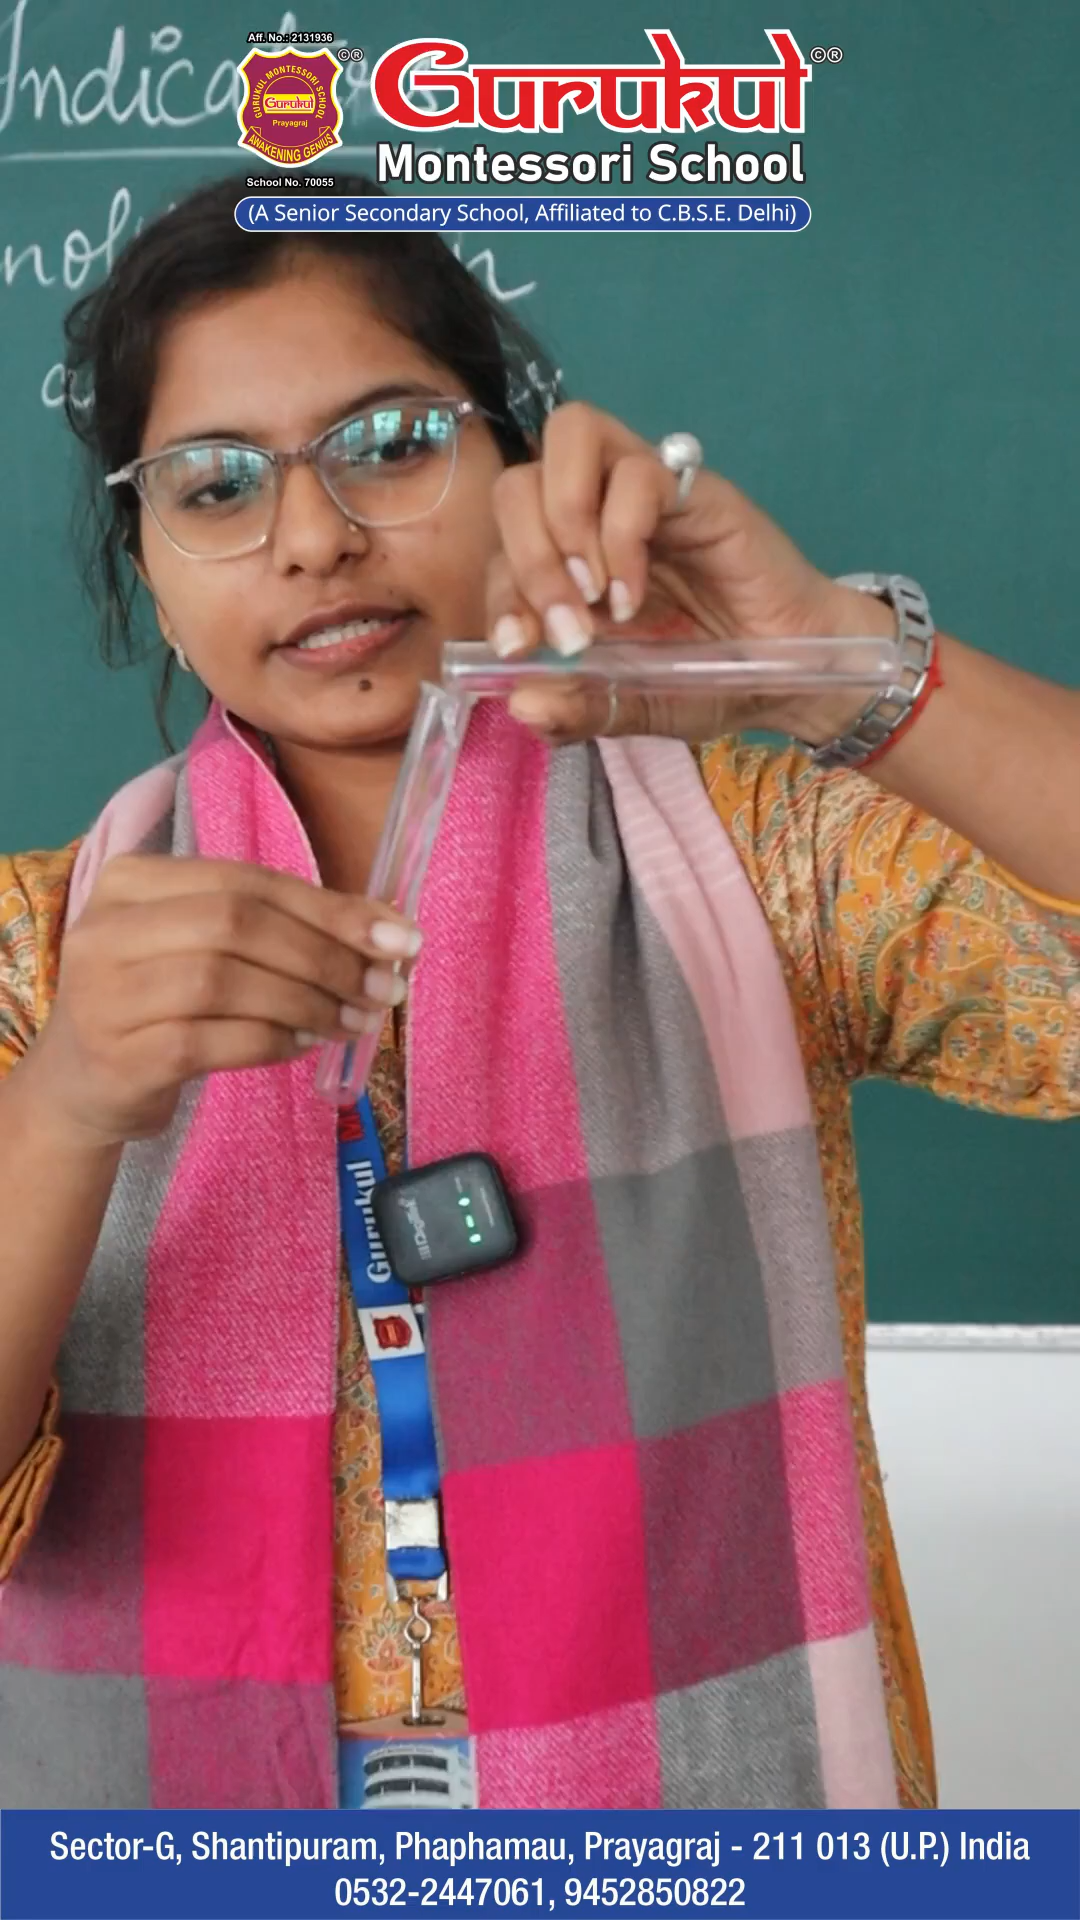 Aff. No.: 2131936
©®
GURUKUL MONTESSORI SCHOOL
Gurukul
Prayagraj
AWAKENING GENIUS
School No. 70055
Gurukul ©®
Montessori School
(A Senior Secondary School, Affiliated to C.B.S.E. Delhi)
Gurukul
Sector-G, Shantipuram, Phaphamau, Prayagraj - 211 013 (U.P.) India
0532-2447061, 9452850822